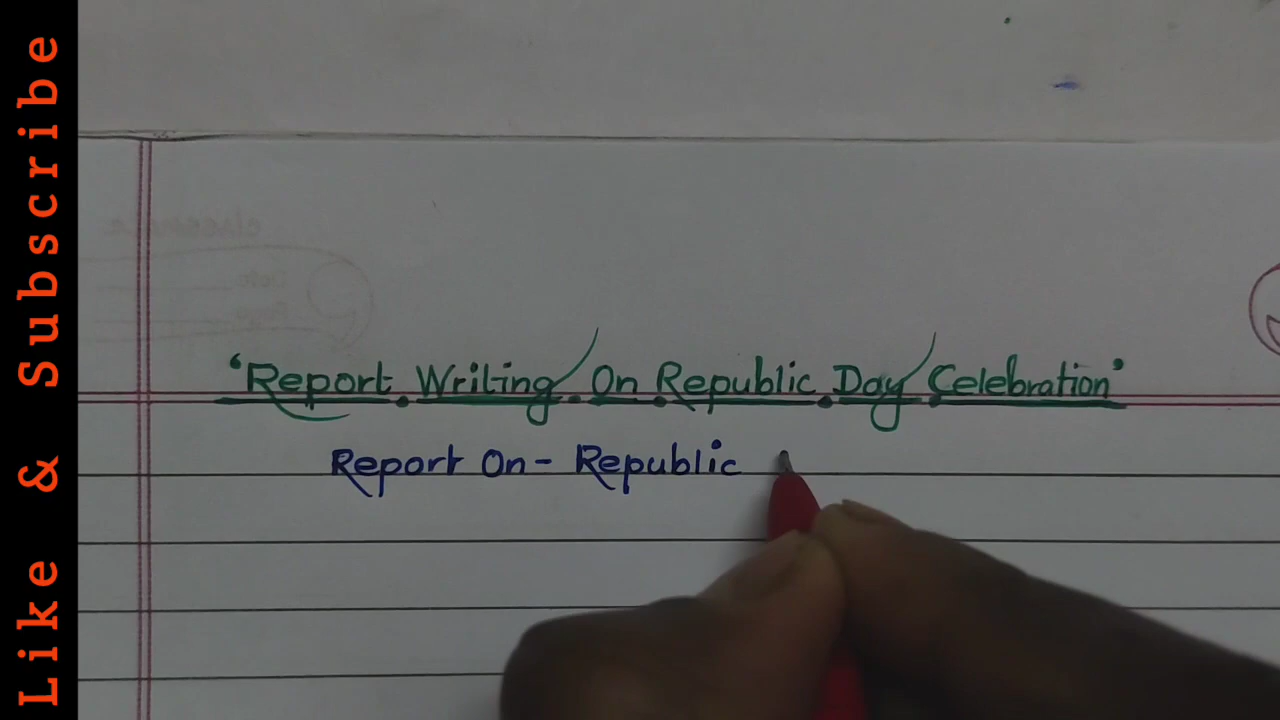 Like & Subscribe
'Report Writing On Republic Day Celebration'
Report On- Republic